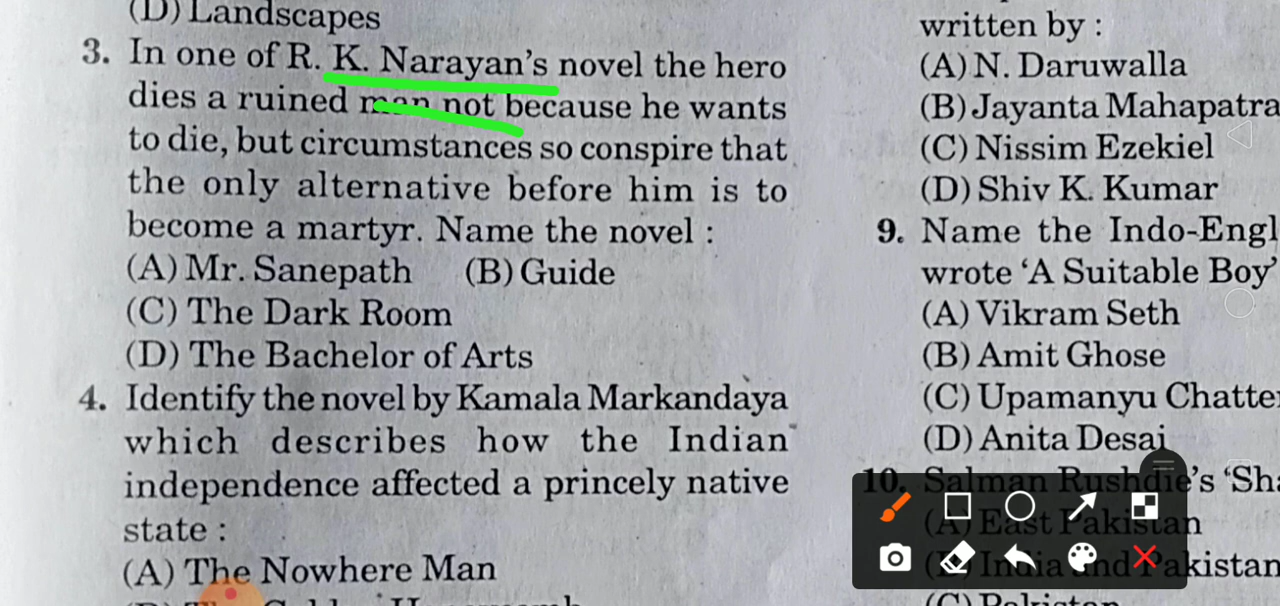 (D) Landscapes
3. In one of R. K. Narayan's novel the hero
dies a ruined man not because he wants
to die, but circumstances so conspire that
the only alternative before him is to
become a martyr. Name the novel :
(A) Mr. Sanepath (B) Guide
(C) The Dark Room
(D) The Bachelor of Arts
4. Identify the novel by Kamala Markandaya
which describes how the Indian
independence affected a princely native
state :
(A) The Nowhere Man
written by :
(A) N. Daruwalla
(B) Jayanta Mahapatra
(C) Nissim Ezekiel
(D) Shiv K. Kumar
9. Name the Indo-Engl
wrote 'A Suitable Boy'
(A) Vikram Seth
(B) Amit Ghose
(C) Upamanyu Chatte
(D) Anita Desai
10. Salman Rushdie's 'Sha
(A) East Pakistan
India and Pakistan
(C) Pakistan